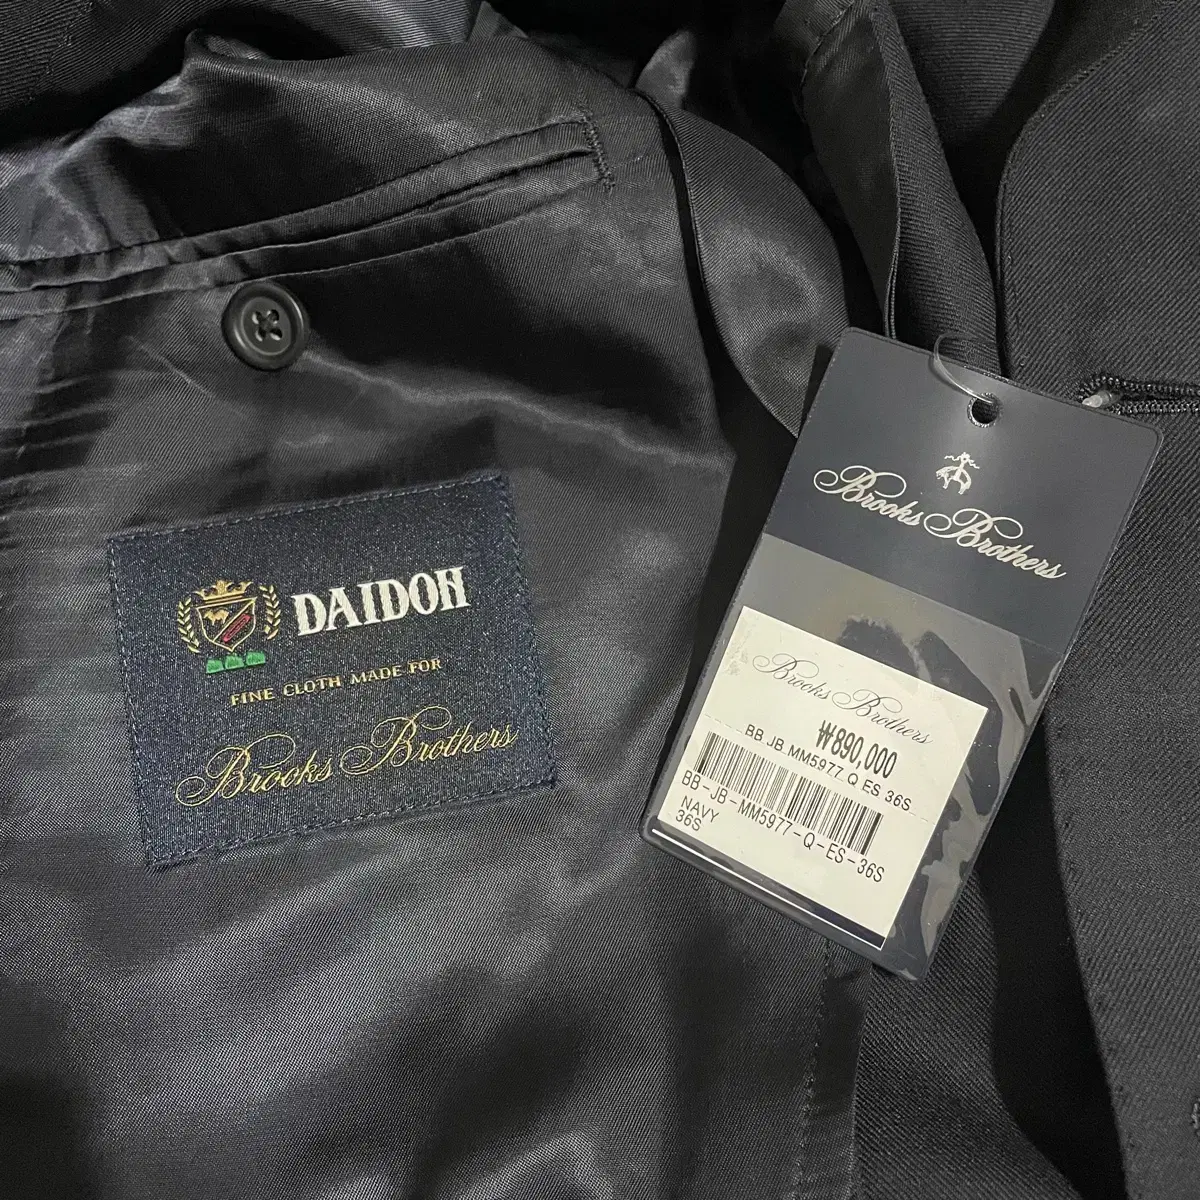 DAIDOH
FINE CLOTH MADE FOR
Brooks Brothers
Brooks Brothers
Brooks Brothers
₩890,000
BB JB MM5977 Q ES 36S
BB-JB-MM5977-Q-ES-36S
NAVY
36S